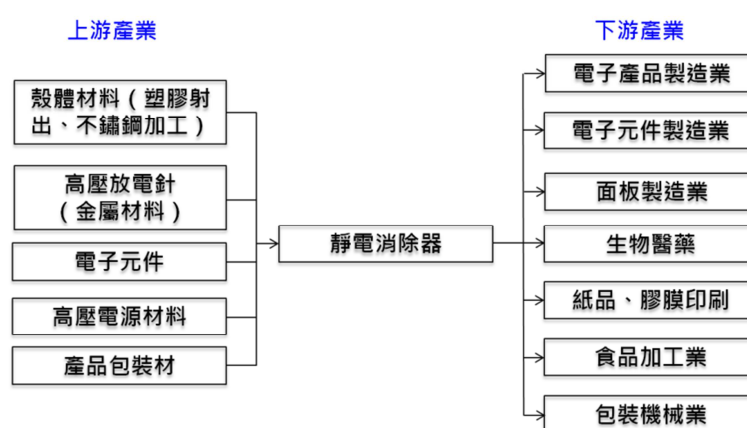 上游產業
下游產業
殼體材料（塑膠射
出、不鏽鋼加工）
高壓放電針
（金屬材料）
電子元件
高壓電源材料
產品包裝材
靜電消除器
電子產品製造業
電子元件製造業
面板製造業
生物醫藥
紙品、膠膜印刷
食品加工業
包裝機械業